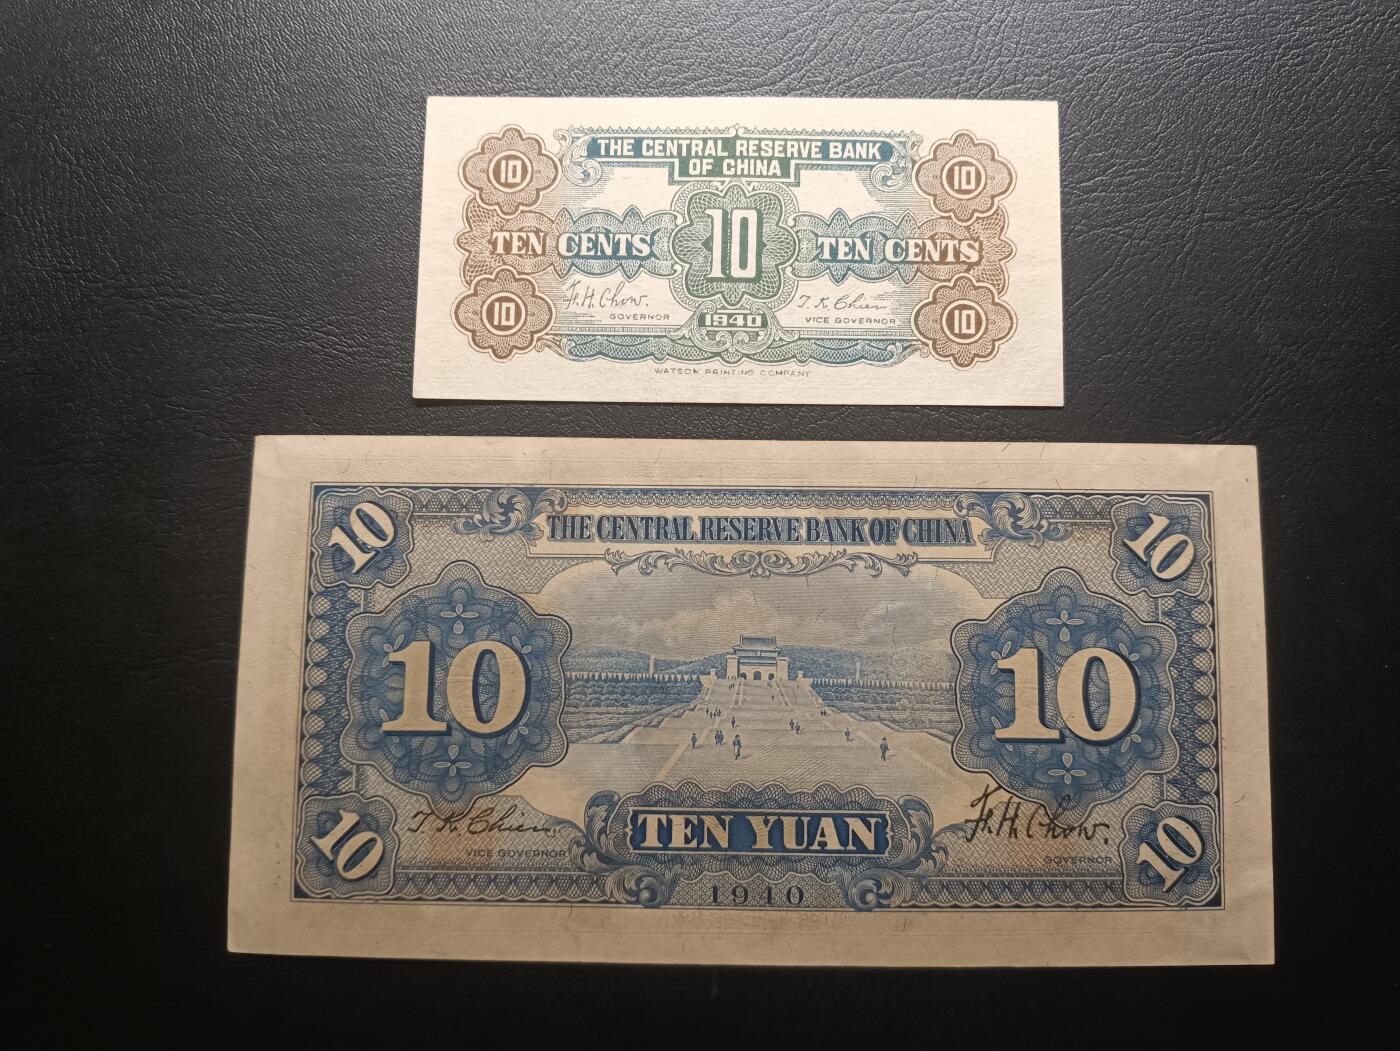 THE CENTRAL RESERVE BANK
OF CHINA
10 10
10
TEN CENTS TEN CENTS
F. H. Chow. T. K. Chien
GOVERNOR VICE GOVERNOR
10 1940 10
WATSON PRINTING COMPANY
10 10
THE CENTRAL RESERVE BANK OF CHINA
10 10
T. K. Chien F. H. Chow.
VICE GOVERNOR GOVERNOR
10 TEN YUAN 10
1940